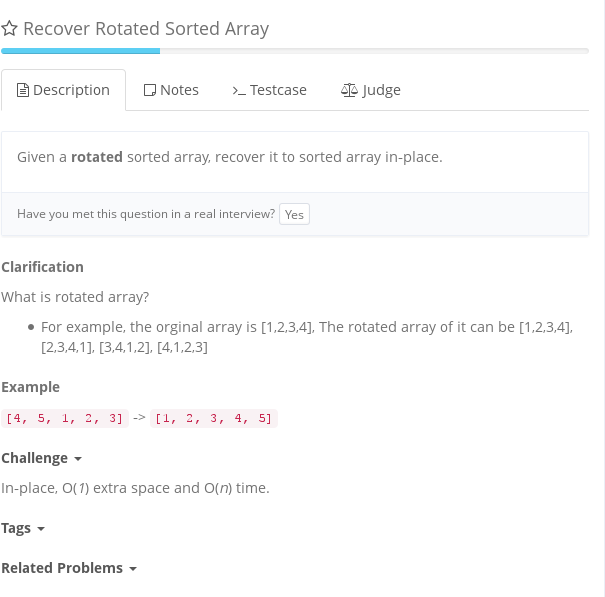 Recover Rotated Sorted Array
Description Notes Testcase Judge
Given a rotated sorted array, recover it to sorted array in-place.
Have you met this question in a real interview? Yes
Clarification
What is rotated array?
• For example, the orginal array is [1,2,3,4], The rotated array of it can be [1,2,3,4],
[2,3,4,1], [3,4,1,2], [4,1,2,3]
Example
[4, 5, 1, 2, 3] -> [1, 2, 3, 4, 5]
Challenge
In-place, O(1) extra space and O(n) time.
Tags
Related Problems